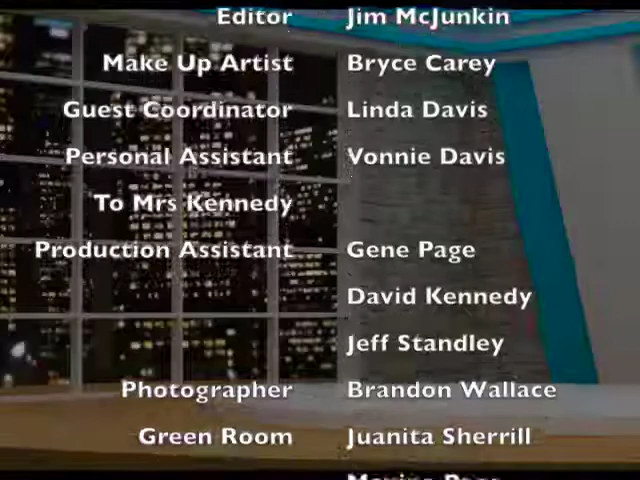 Editor Jim McJunkin
Make Up Artist Bryce Carey
Guest Coordinator Linda Davis
Personal Assistant Vonnie Davis
To Mrs Kennedy
Production Assistant Gene Page
David Kennedy
Jeff Standley
Photographer Brandon Wallace
Green Room Juanita Sherrill